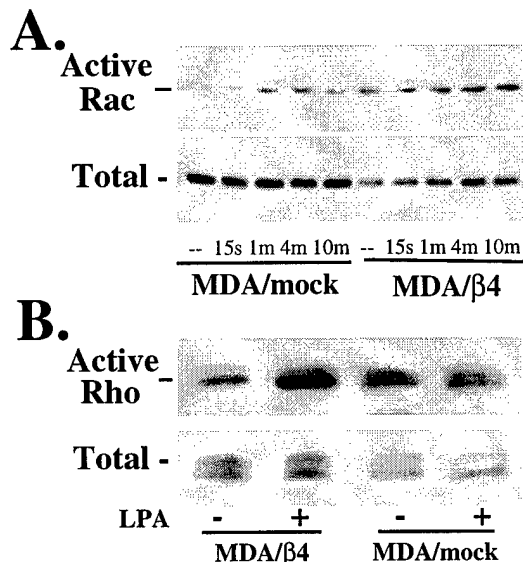 A.
Active
Rac –
Total -
-- 15s 1m 4m 10m -- 15s 1m 4m 10m
MDA/mock MDA/β4
B.
Active
Rho –
Total -
LPA - + - +
MDA/β4 MDA/mock